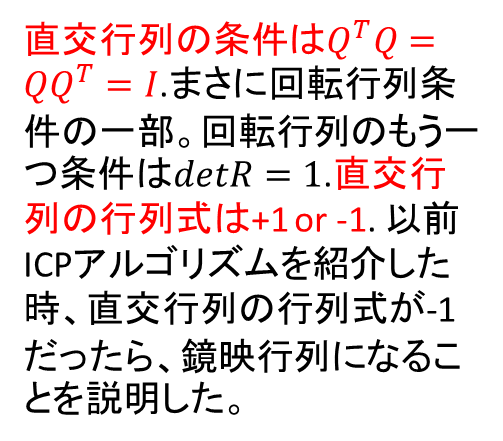 直交行列の条件は$Q^TQ =$
$QQ^T = I$.まさに回転行列条
件の一部。回転行列のもう一
つ条件は$detR = 1$.直交行
列の行列式は+1 or -1. 以前
ICPアルゴリズムを紹介した
時、直交行列の行列式が-1
だったら、鏡映行列になるこ
とを説明した。